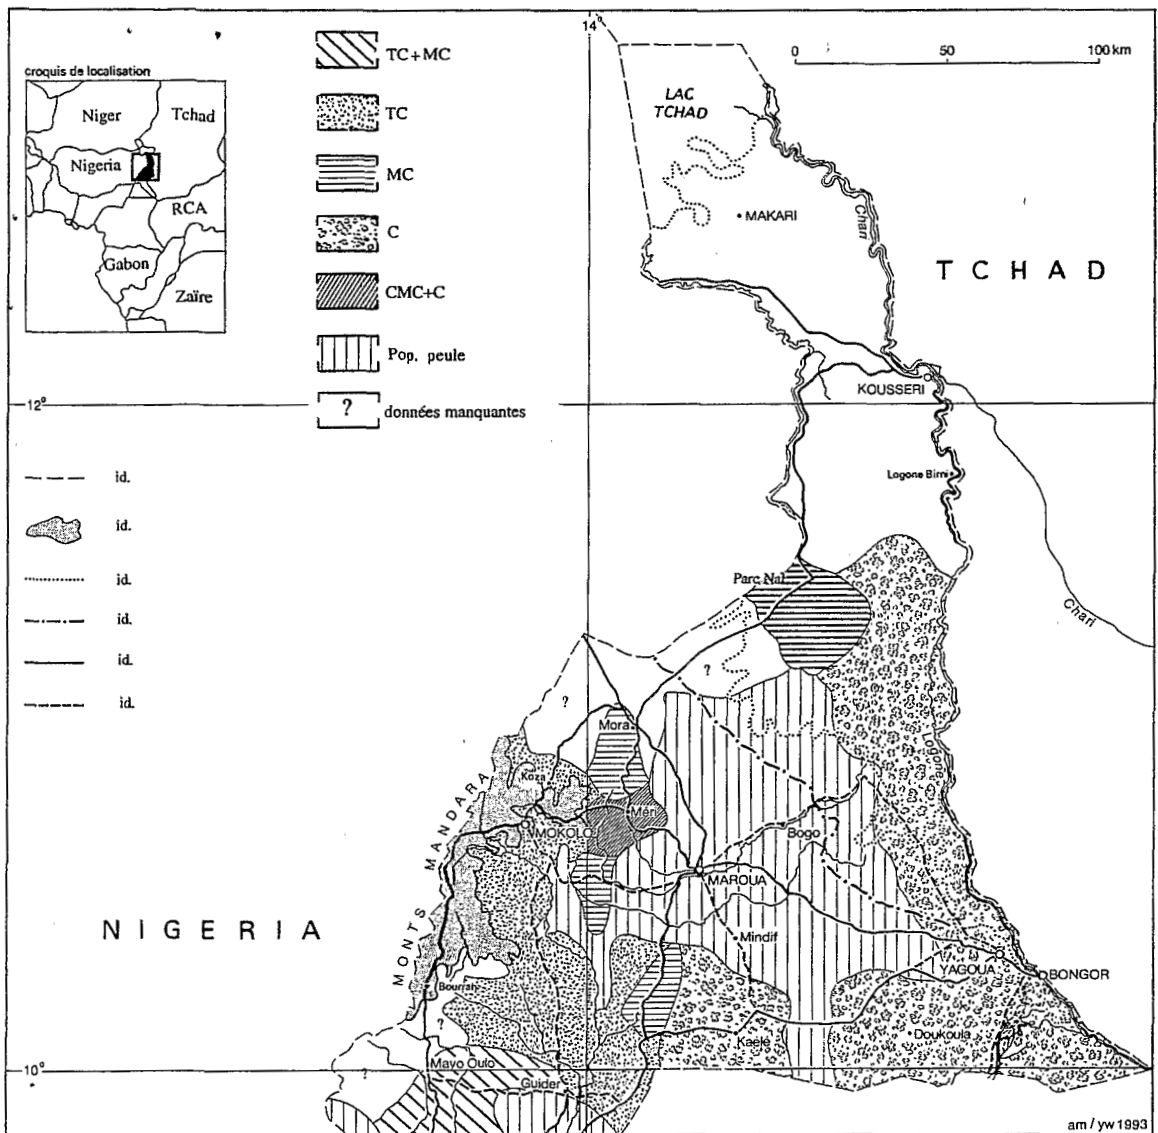 14°
croquis de localisation
Niger
Tchad
Nigeria
RCA
Gabon
Zaïre
TC+MC
TC
MC
C
CMC+C
Pop. peule
? données manquantes
0 50 100 km
LAC
TCHAD
MAKARI
Chari
TCHAD
KOUSSERI
12°
Logone Birni
id.
id.
id.
id.
id.
id.
Parc Nal
Chari
?
?
Mora
Logone
Koza
Méri
MOKOLO
Bogo
MAROUA
MONTS MANDARA
NIGERIA
Mindif
YAGOUA
BONGOR
Bourrah
?
Doukoula
Kaélé
10°
Mayo Oulo
?
Guider
am / yw 1993